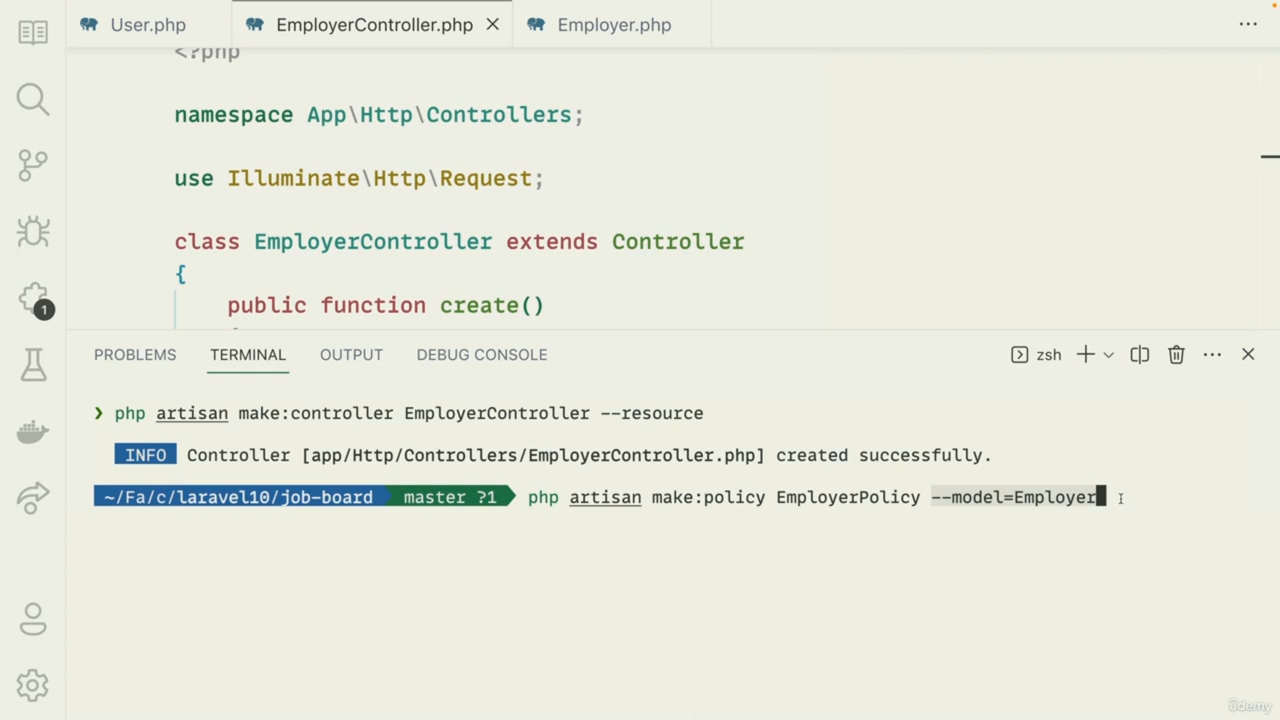 User.php EmployerController.php Employer.php
<?php
namespace App\Http\Controllers;
use Illuminate\Http\Request;
class EmployerController extends Controller
{
public function create()
1
PROBLEMS TERMINAL OUTPUT DEBUG CONSOLE zsh
❯ php artisan make:controller EmployerController --resource
INFO Controller [app/Http/Controllers/EmployerController.php] created successfully.
~/Fa/c/laravel10/job-board master ?1 php artisan make:policy EmployerPolicy --model=Employer
ûdemy